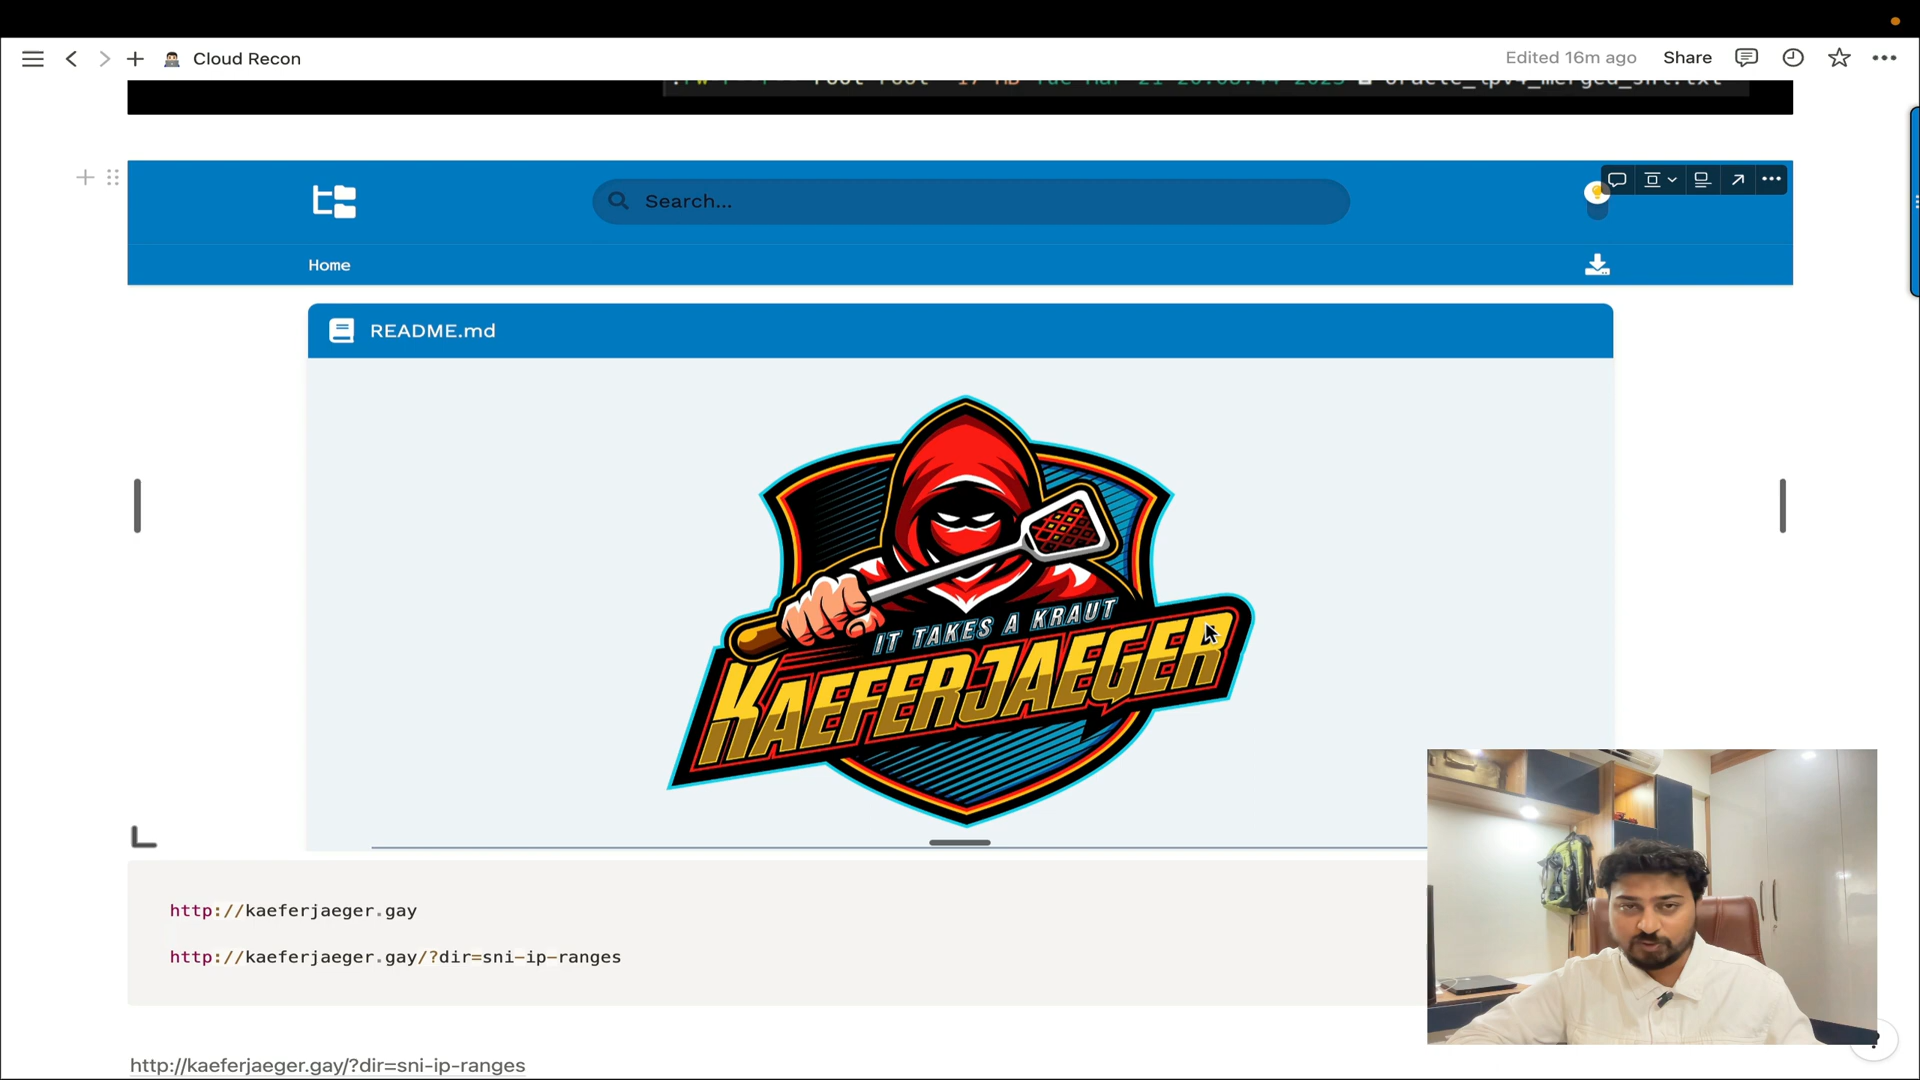 Cloud Recon
Edited 16m ago
Share
Search...
Home
README.md
IT TAKES A KRAUT
KAEFERJAEGER
http://kaeferjaeger.gay
http://kaeferjaeger.gay/?dir=sni-ip-ranges
http://kaeferjaeger.gay/?dir=sni-ip-ranges